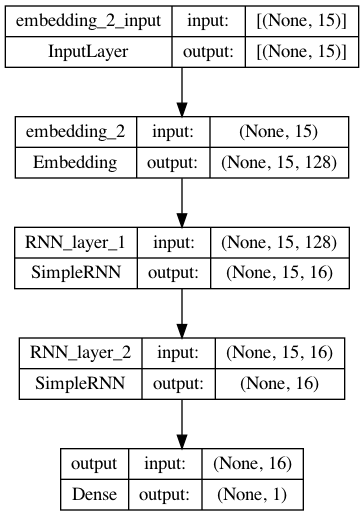 embedding_2_input input: [(None, 15)]
InputLayer output: [(None, 15)]
embedding_2 input: (None, 15)
Embedding output: (None, 15, 128)
RNN_layer_1 input: (None, 15, 128)
SimpleRNN output: (None, 15, 16)
RNN_layer_2 input: (None, 15, 16)
SimpleRNN output: (None, 16)
output input: (None, 16)
Dense output: (None, 1)